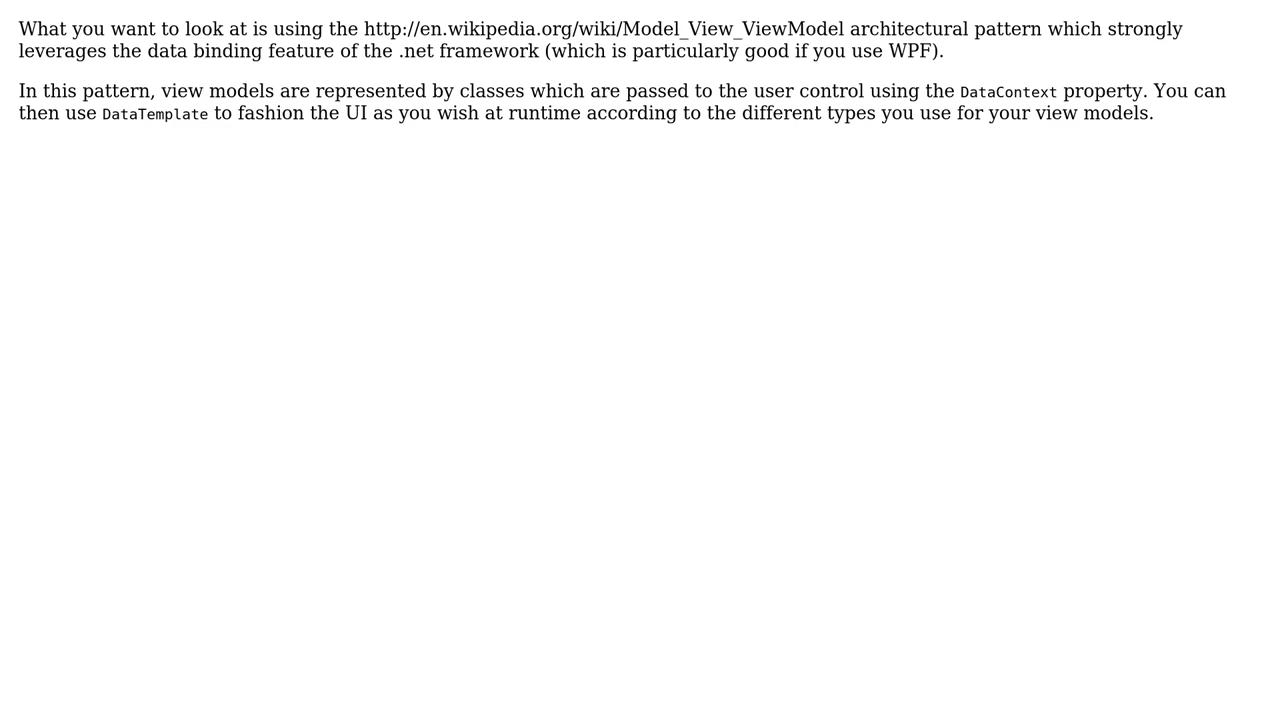 What you want to look at is using the http://en.wikipedia.org/wiki/Model_View_ViewModel architectural pattern which strongly
leverages the data binding feature of the .net framework (which is particularly good if you use WPF).
In this pattern, view models are represented by classes which are passed to the user control using the DataContext property. You can
then use DataTemplate to fashion the UI as you wish at runtime according to the different types you use for your view models.